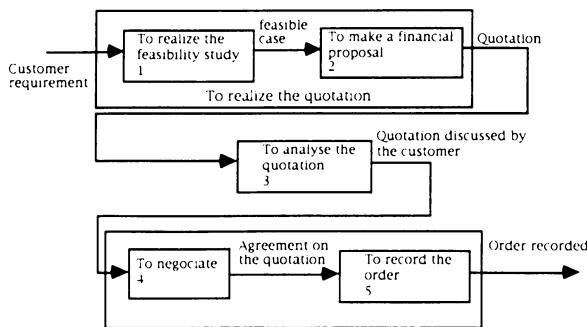 Customer
requirement
To realize the
feasibility study
1
feasible
case
To make a financial
proposal
2
Quotation
To realize the quotation
To analyse the
quotation
3
Quotation discussed by
the customer
To negociate
4
Agreement on
the quotation
To record the
order
5
Order recorded